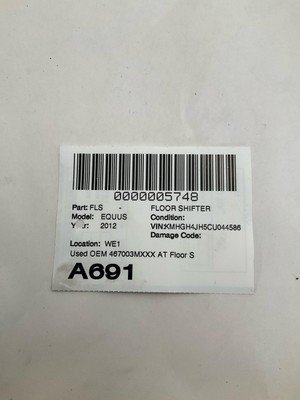 0000005748
Part: FLS - FLOOR SHIFTER
Model: EQUUS Condition:
Year: 2012 VIN:KMHGH4JH5CU044586
Damage Code:
Location: WE1
Used OEM 467003MXXX AT Floor S
A691